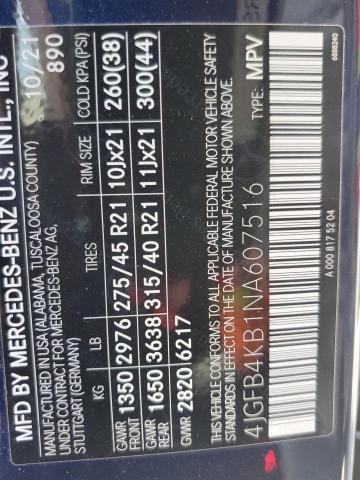 MFD BY MERCEDES-BENZ U.S. INTL., INC
MANUFACTURED IN USA (ALABAMA, TUSCALOOSA COUNTY) 10/21
UNDER CONTRACT FOR MERCEDES-BENZ AG, 890
STUTTGART (GERMANY)
KG LB TIRES RIM SIZE COLD KPA (PSI)
GAWR FRONT 1350 2976 275/45 R21 10Jx21 260(38)
GAWR REAR 1650 3638 315/40 R21 11Jx21 300(44)
GVWR 2820 6217
THIS VEHICLE CONFORMS TO ALL APPLICABLE FEDERAL MOTOR VEHICLE SAFETY
STANDARDS IN EFFECT ON THE DATE OF MANUFACTURE SHOWN ABOVE.
4JGFB4KB1NA607516 TYPE: MPV
A 000 817 52 04 6888240